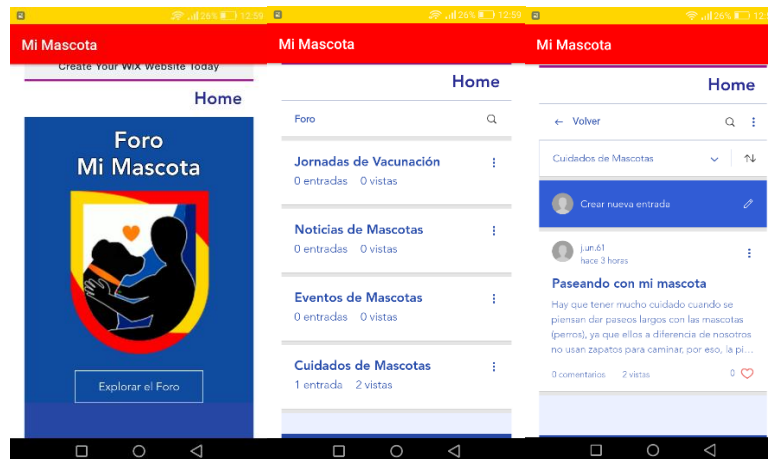 26% 12:59
Mi Mascota
Create Your WiX Website Today
Home
Foro
Mi Mascota
Explorar el Foro
26% 12:59
Mi Mascota
Home
Foro
Jornadas de Vacunación
0 entradas 0 vistas
Noticias de Mascotas
0 entradas 0 vistas
Eventos de Mascotas
0 entradas 0 vistas
Cuidados de Mascotas
1 entrada 2 vistas
26% 12:5
Mi Mascota
Home
← Volver
Cuidados de Mascotas
Crear nueva entrada
j.un.61
hace 3 horas
Paseando con mi mascota
Hay que tener mucho cuidado cuando se
piensan dar paseos largos con las mascotas
(perros), ya que ellos a diferencia de nosotros
no usan zapatos para caminar, por eso, la pi...
0 comentarios 2 vistas 0